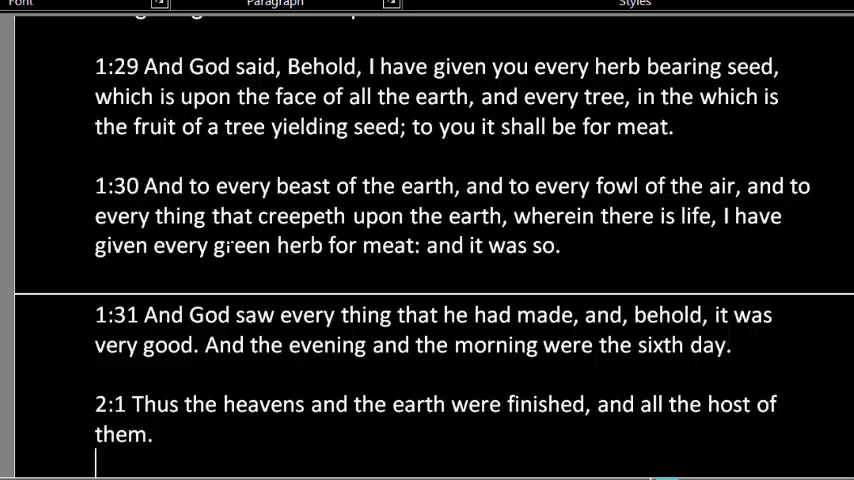 Font Paragraph Styles
1:29 And God said, Behold, I have given you every herb bearing seed,
which is upon the face of all the earth, and every tree, in the which is
the fruit of a tree yielding seed; to you it shall be for meat.
1:30 And to every beast of the earth, and to every fowl of the air, and to
every thing that creepeth upon the earth, wherein there is life, I have
given every green herb for meat: and it was so.
1:31 And God saw every thing that he had made, and, behold, it was
very good. And the evening and the morning were the sixth day.
2:1 Thus the heavens and the earth were finished, and all the host of
them.